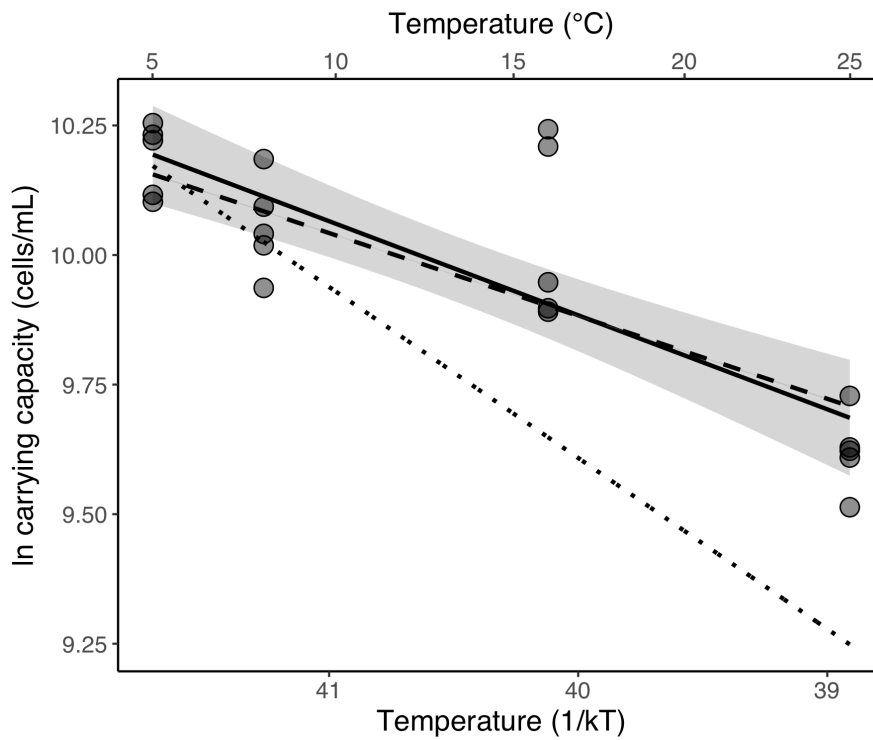 Temperature (°C)
5 10 15 20 25
ln carrying capacity (cells/mL)
10.25
10.00
9.75
9.50
9.25
41 40 39
Temperature (1/kT)